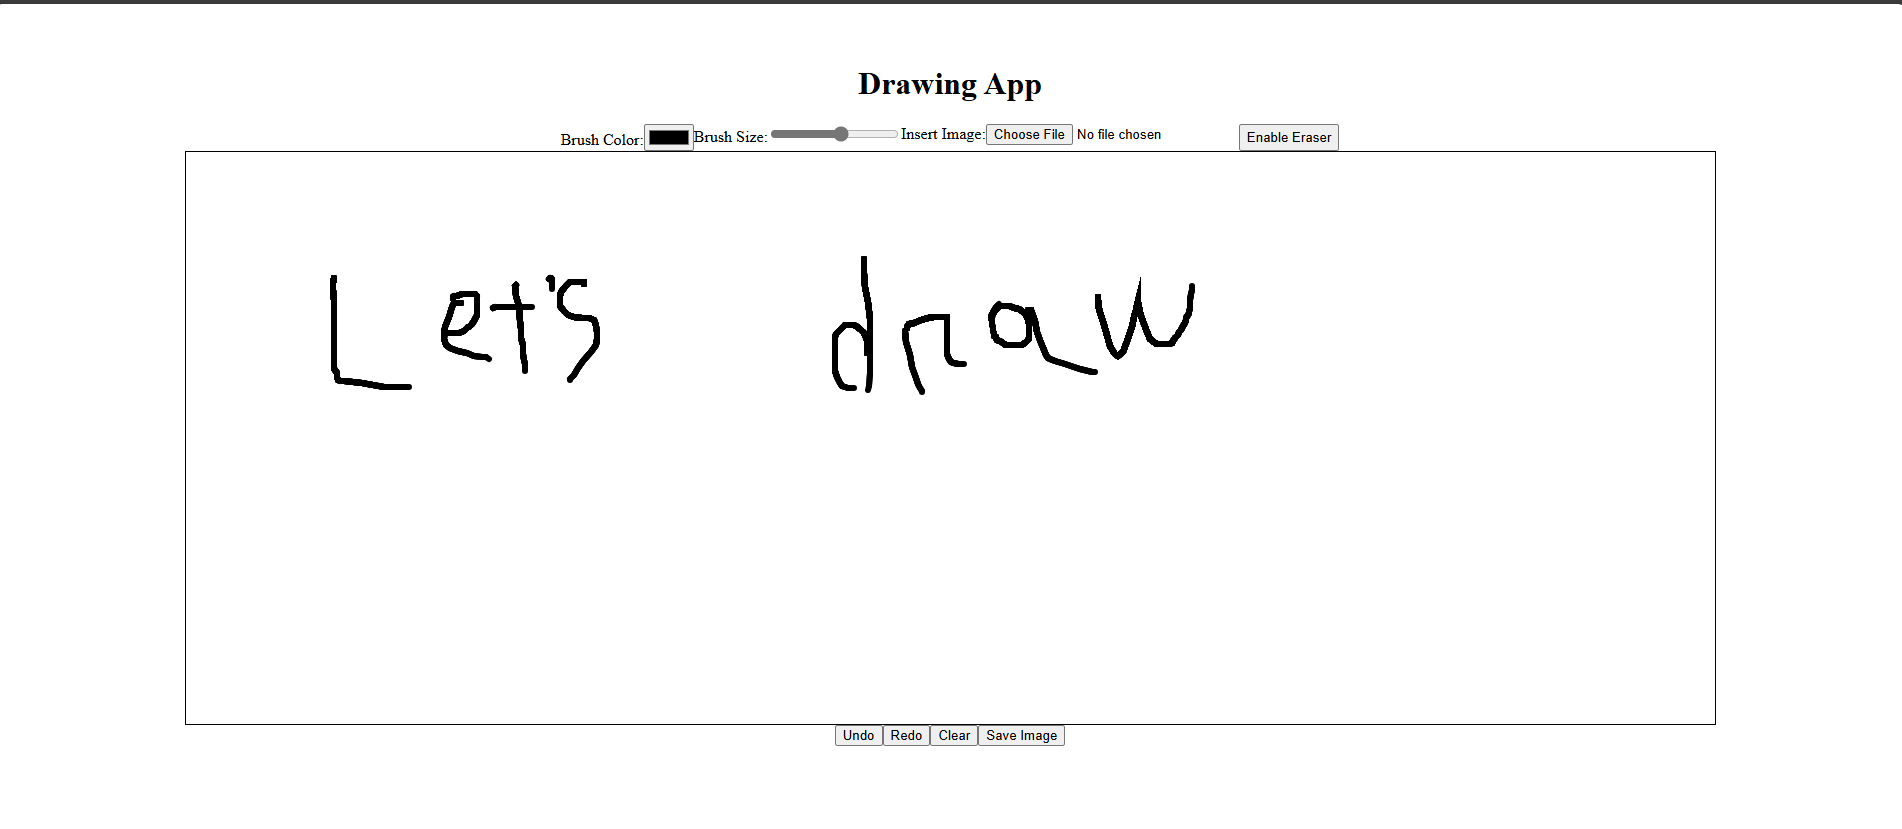 Drawing App
Brush Color: Brush Size: Insert Image: Choose File No file chosen Enable Eraser
Let's draw
Undo Redo Clear Save Image